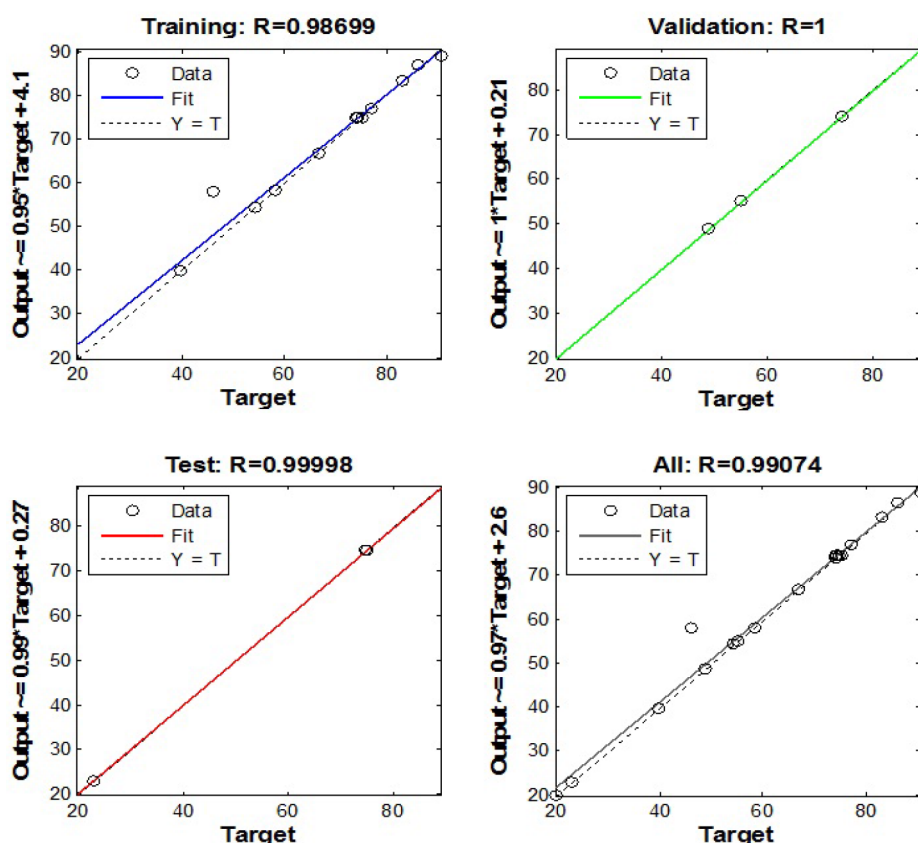 Training: R=0.98699
Output ~= 0.95*Target + 4.1
90
80
70
60
50
40
30
20
Data
Fit
Y = T
20 40 60 80
Target
Validation: R=1
Output ~= 1*Target + 0.21
80
70
60
50
40
30
20
Data
Fit
Y = T
20 40 60 80
Target
Test: R=0.99998
Output ~= 0.99*Target + 0.27
80
70
60
50
40
30
20
Data
Fit
Y = T
20 40 60 80
Target
All: R=0.99074
Output ~= 0.97*Target + 2.6
90
80
70
60
50
40
30
20
Data
Fit
Y = T
20 40 60 80
Target